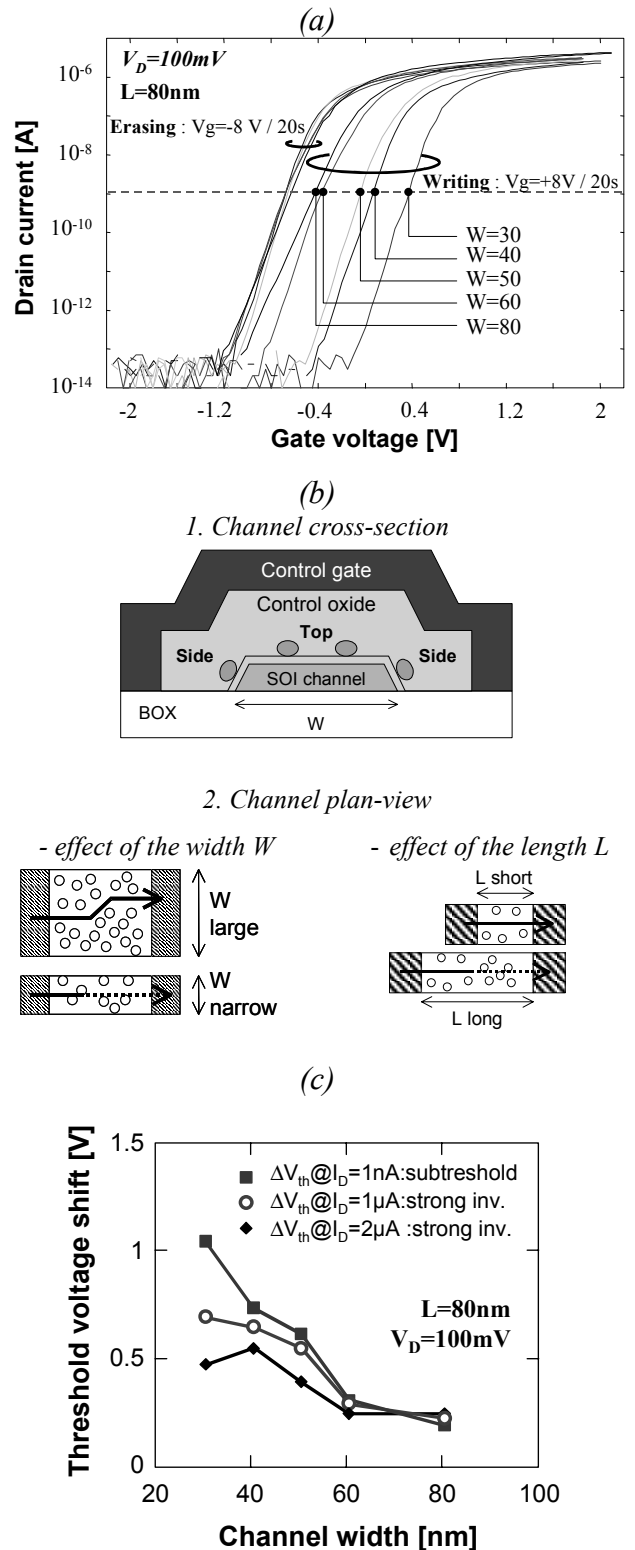 (a)
V_D=100mV
L=80nm
Erasing : Vg=-8 V / 20s
Writing : Vg=+8V / 20s
W=30
W=40
W=50
W=60
W=80
Drain current [A]
10^-6
10^-8
10^-10
10^-12
10^-14
-2 -1.2 -0.4 0.4 1.2 2
Gate voltage [V]
(b)
1. Channel cross-section
Control gate
Control oxide
Top
Side Side
SOI channel
BOX
W
2. Channel plan-view
- effect of the width W
- effect of the length L
W
large
W
narrow
L short
L long
(c)
Threshold voltage shift [V]
1.5
1
0.5
0
ΔV_th@I_D=1nA:subtreshold
ΔV_th@I_D=1µA:strong inv.
ΔV_th@I_D=2µA :strong inv.
L=80nm
V_D=100mV
20 40 60 80 100
Channel width [nm]